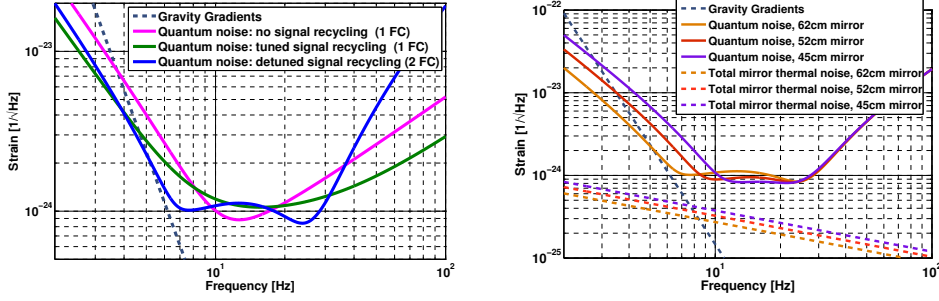 Gravity Gradients
Quantum noise: no signal recycling (1 FC)
Quantum noise: tuned signal recycling (1 FC)
Quantum noise: detuned signal recycling (2 FC)
10^-23
10^-24
Strain [1/√Hz]
10^1
10^2
Frequency [Hz]
Gravity Gradients
Quantum noise, 62cm mirror
Quantum noise, 52cm mirror
Quantum noise, 45cm mirror
Total mirror thermal noise, 62cm mirror
Total mirror thermal noise, 52cm mirror
Total mirror thermal noise, 45cm mirror
10^-22
10^-23
10^-24
10^-25
Strain [1/√Hz]
10^1
10^2
Frequency [Hz]